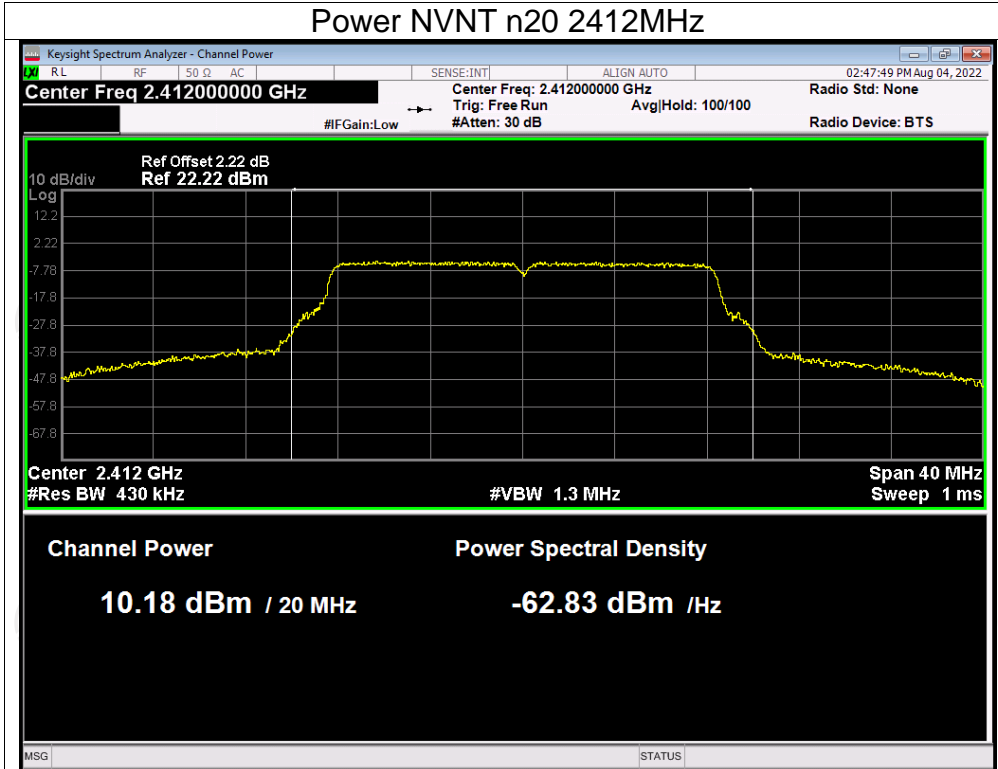 Power NVNT n20 2412MHz
Keysight Spectrum Analyzer - Channel Power
LXI RL RF 50 Ω AC SENSE:INT ALIGN AUTO 02:47:49 PM Aug 04, 2022
Center Freq 2.412000000 GHz Center Freq: 2.412000000 GHz Radio Std: None
Trig: Free Run Avg|Hold: 100/100
#IFGain:Low #Atten: 30 dB Radio Device: BTS
Ref Offset 2.22 dB
10 dB/div Ref 22.22 dBm
Log
12.2
2.22
-7.78
-17.8
-27.8
-37.8
-47.8
-57.8
-67.8
Center 2.412 GHz Span 40 MHz
#Res BW 430 kHz #VBW 1.3 MHz Sweep 1 ms
Channel Power Power Spectral Density
10.18 dBm / 20 MHz -62.83 dBm /Hz
MSG STATUS